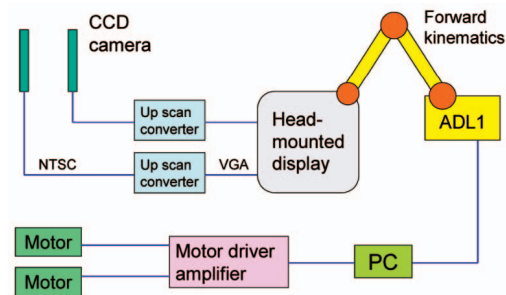 CCD
camera
Forward
kinematics
Up scan
converter
Head-
mounted
display
ADL1
NTSC
Up scan
converter
VGA
Motor
Motor driver
amplifier
PC
Motor